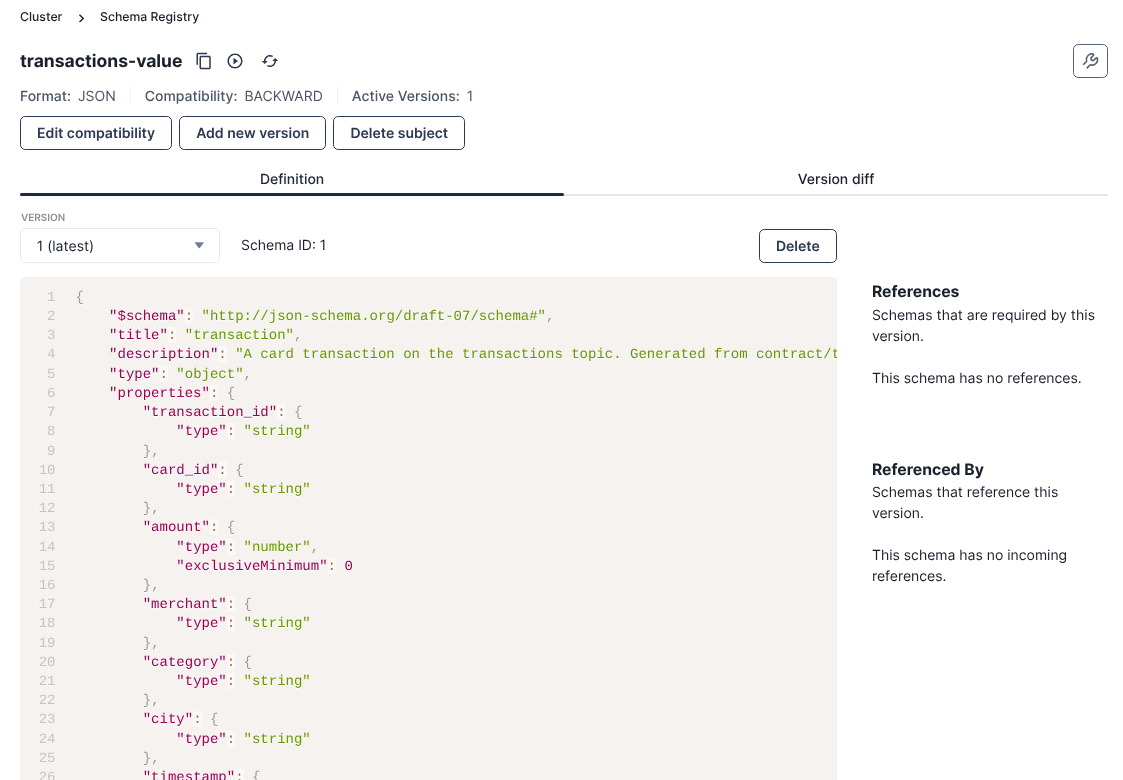 Cluster > Schema Registry
transactions-value
Format: JSON Compatibility: BACKWARD Active Versions: 1
Edit compatibility Add new version Delete subject
Definition Version diff
VERSION
1 (latest) Schema ID: 1 Delete
1 {
2 "$schema": "http://json-schema.org/draft-07/schema#",
3 "title": "transaction",
4 "description": "A card transaction on the transactions topic. Generated from contract/t
5 "type": "object",
6 "properties": {
7 "transaction_id": {
8 "type": "string"
9 },
10 "card_id": {
11 "type": "string"
12 },
13 "amount": {
14 "type": "number",
15 "exclusiveMinimum": 0
16 },
17 "merchant": {
18 "type": "string"
19 },
20 "category": {
21 "type": "string"
22 },
23 "city": {
24 "type": "string"
25 },
26 "timestamp": {
References
Schemas that are required by this
version.
This schema has no references.
Referenced By
Schemas that reference this
version.
This schema has no incoming
references.